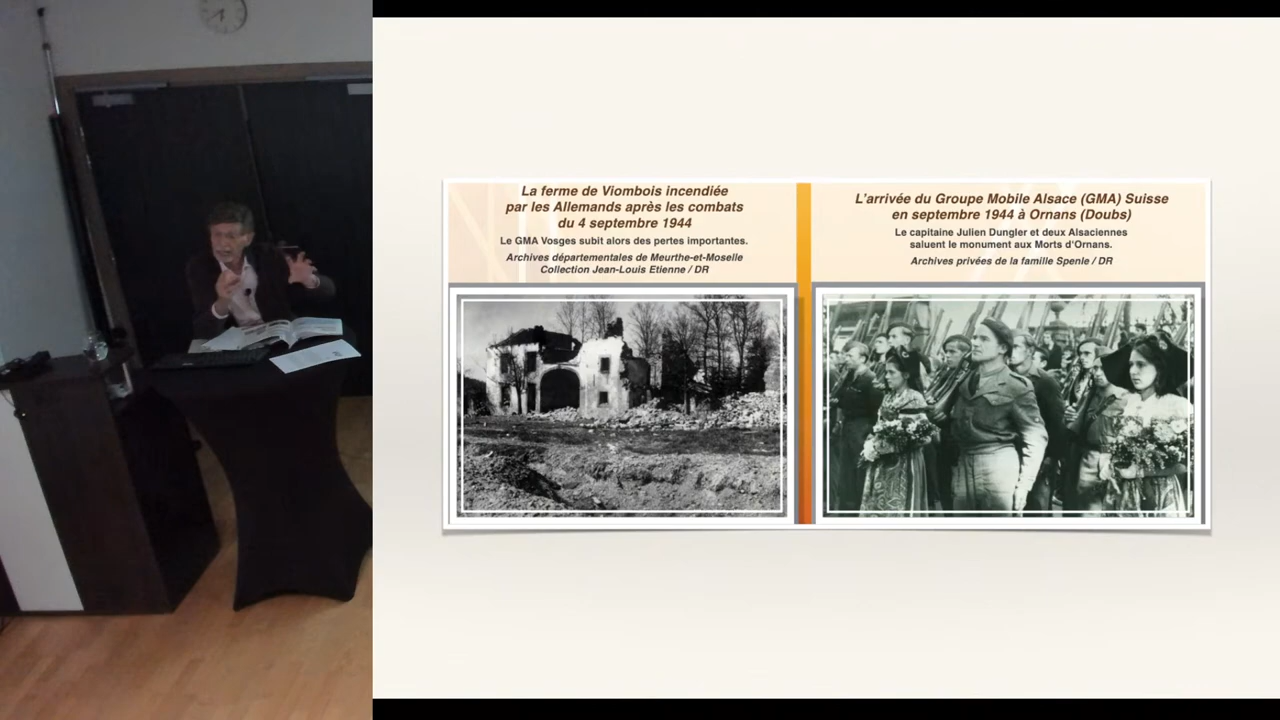 La ferme de Viombois incendiée
par les Allemands après les combats
du 4 septembre 1944
Le GMA Vosges subit alors des pertes importantes.
Archives départementales de Meurthe-et-Moselle
Collection Jean-Louis Etienne / DR
L'arrivée du Groupe Mobile Alsace (GMA) Suisse
en septembre 1944 à Ornans (Doubs)
Le capitaine Julien Dungler et deux Alsaciennes
saluent le monument aux Morts d'Ornans.
Archives privées de la famille Spenle / DR